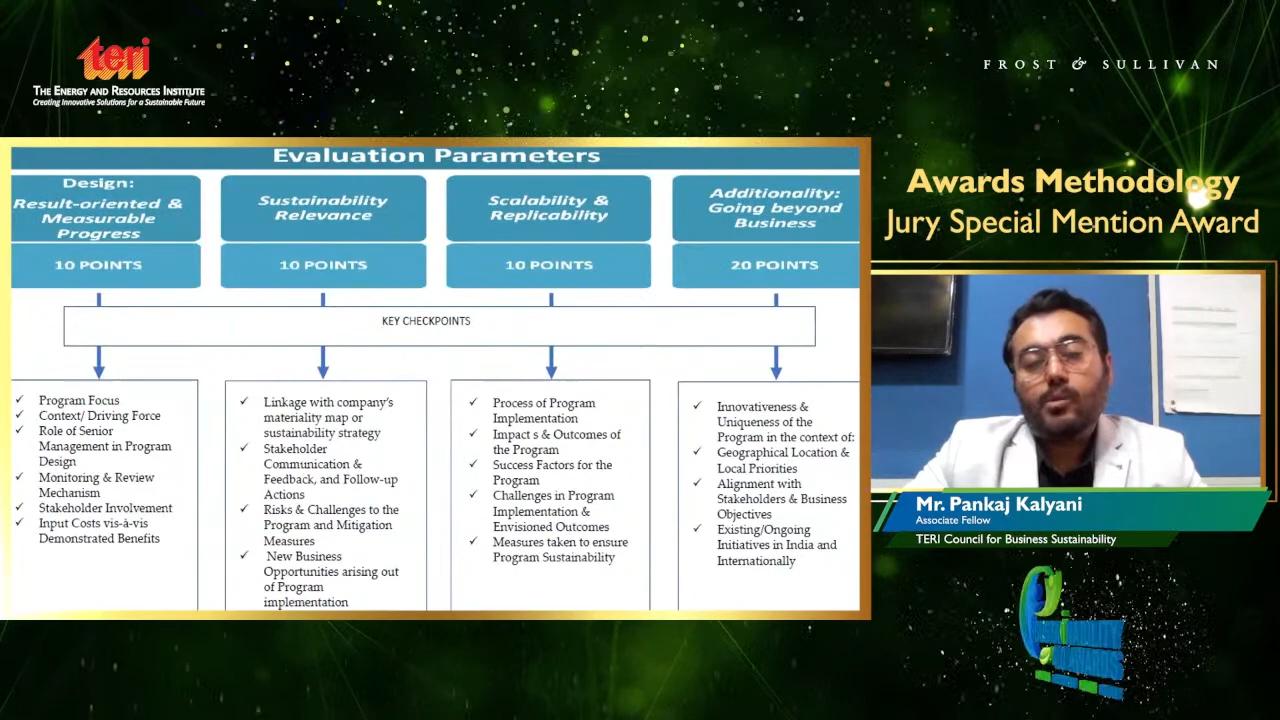 teri
THE ENERGY AND RESOURCES INSTITUTE
Creating Innovative Solutions for a Sustainable Future
FROST & SULLIVAN
Evaluation Parameters
Design:
Result-oriented &
Measurable
Progress
10 POINTS
Sustainability
Relevance
10 POINTS
Scalability &
Replicability
10 POINTS
Additionality:
Going beyond
Business
20 POINTS
KEY CHECKPOINTS
✓ Program Focus
✓ Context/ Driving Force
✓ Role of Senior
Management in Program
Design
✓ Monitoring & Review
Mechanism
✓ Stakeholder Involvement
✓ Input Costs vis-à-vis
Demonstrated Benefits
✓ Linkage with company's
materiality map or
sustainability strategy
✓ Stakeholder
Communication &
Feedback, and Follow-up
Actions
✓ Risks & Challenges to the
Program and Mitigation
Measures
✓ New Business
Opportunities arising out
of Program
implementation
✓ Process of Program
Implementation
✓ Impact s & Outcomes of
the Program
✓ Success Factors for the
Program
✓ Challenges in Program
Implementation &
Envisioned Outcomes
✓ Measures taken to ensure
Program Sustainability
✓ Innovativeness &
Uniqueness of the
Program in the context of:
✓ Geographical Location &
Local Priorities
✓ Alignment with
Stakeholders & Business
Objectives
✓ Existing/Ongoing
Initiatives in India and
Internationally
Awards Methodology
Jury Special Mention Award
Mr. Pankaj Kalyani
Associate Fellow
TERI Council for Business Sustainability